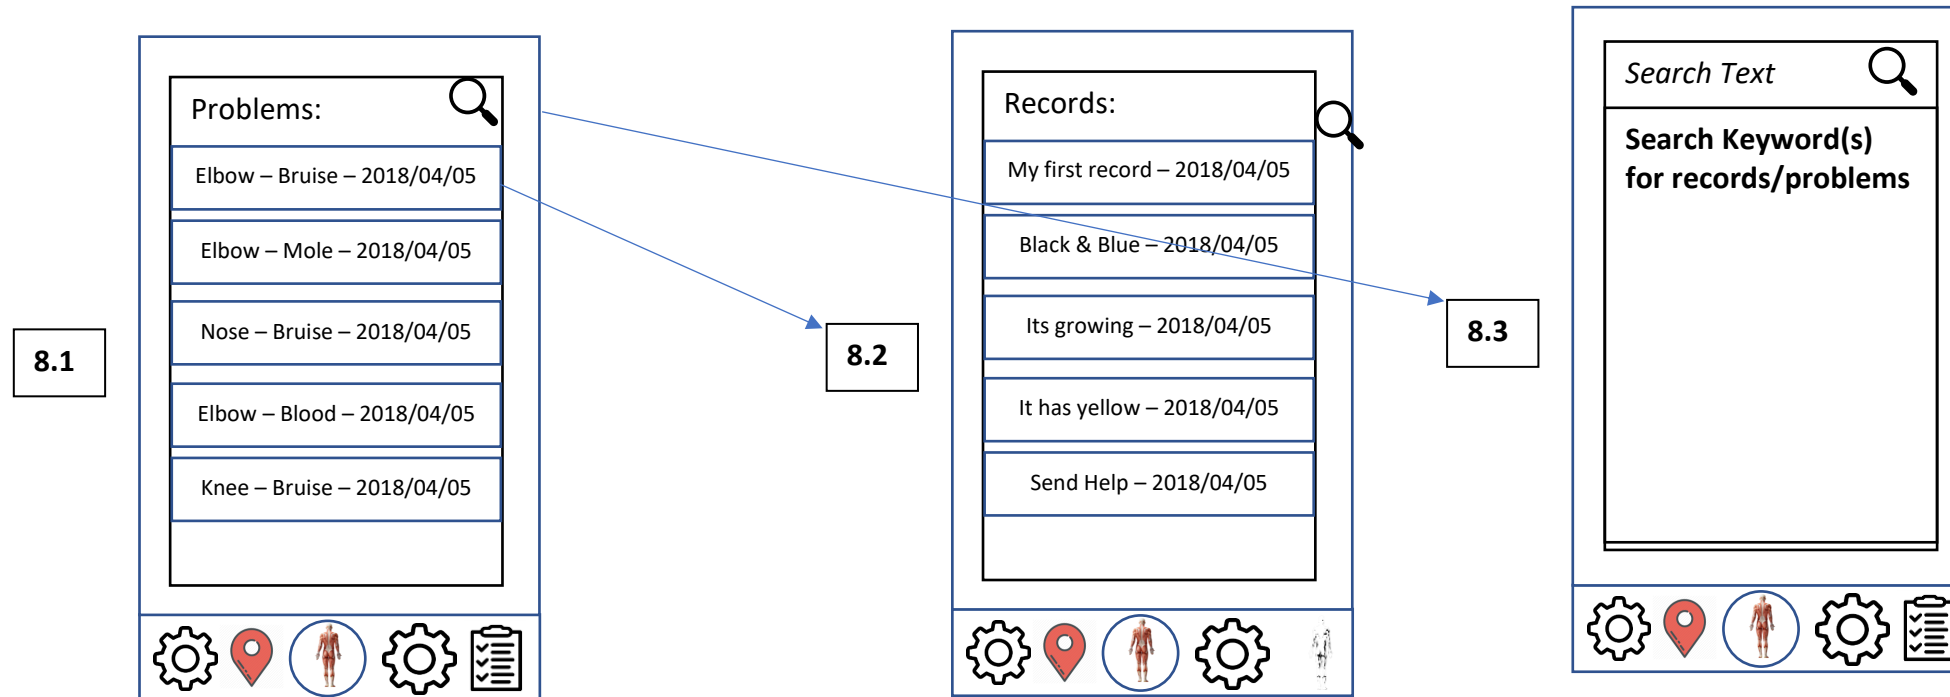 8.1
Problems:
Elbow – Bruise – 2018/04/05
Elbow – Mole – 2018/04/05
Nose – Bruise – 2018/04/05
Elbow – Blood – 2018/04/05
Knee – Bruise – 2018/04/05
8.2
Records:
My first record – 2018/04/05
Black & Blue – 2018/04/05
Its growing – 2018/04/05
It has yellow – 2018/04/05
Send Help – 2018/04/05
8.3
Search Text
Search Keyword(s)
for records/problems